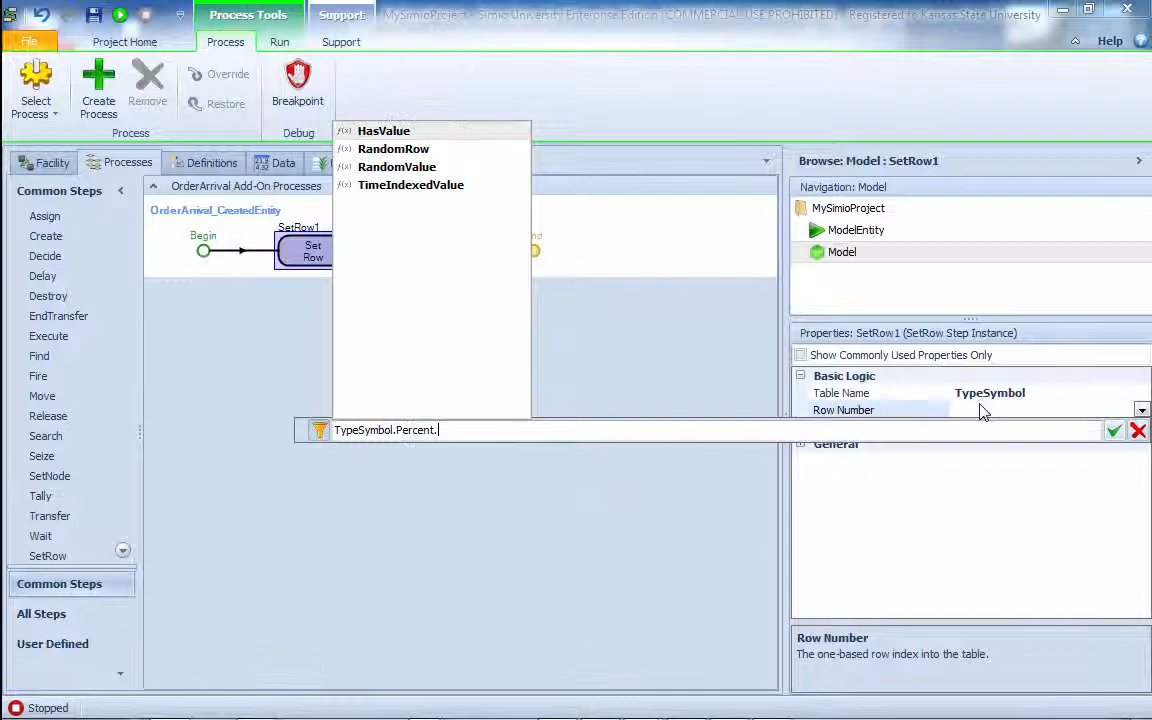 Process Tools
Support
MySimioProject - Simio University Enterprise Edition (COMMERCIAL USE PROHIBITED) - Registered to Kansas State University
File
Project Home
Process
Run
Support
Help
Select Process
Create Process
Remove
Override
Restore
Breakpoint
Process
Debug
Facility
Processes
Definitions
Data
Common Steps
Assign
Create
Decide
Delay
Destroy
EndTransfer
Execute
Find
Fire
Move
Release
Search
Seize
SetNode
Tally
Transfer
Wait
SetRow
Common Steps
All Steps
User Defined
OrderArrival Add-On Processes
OrderArrival_CreatedEntity
Begin
SetRow1
Set
Row
f(x) HasValue
f(x) RandomRow
f(x) RandomValue
f(x) TimeIndexedValue
TypeSymbol.Percent.
Browse: Model : SetRow1
Navigation: Model
MySimioProject
ModelEntity
Model
Properties: SetRow1 (SetRow Step Instance)
Show Commonly Used Properties Only
Basic Logic
Table Name TypeSymbol
Row Number
General
Row Number
The one-based row index into the table.
Stopped